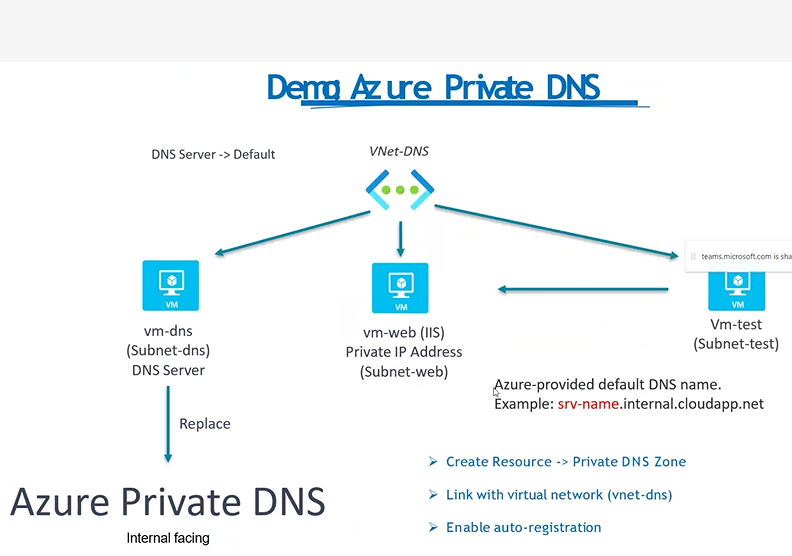 Demo: Azure Private DNS
DNS Server -> Default
VNet-DNS
teams.microsoft.com is sha
VM
VM
VM
vm-dns
(Subnet-dns)
DNS Server
vm-web (IIS)
Private IP Address
(Subnet-web)
Vm-test
(Subnet-test)
Azure-provided default DNS name.
Example: srv-name.internal.cloudapp.net
Replace
Azure Private DNS
Internal facing
➢ Create Resource -> Private DNS Zone
➢ Link with virtual network (vnet-dns)
➢ Enable auto-registration